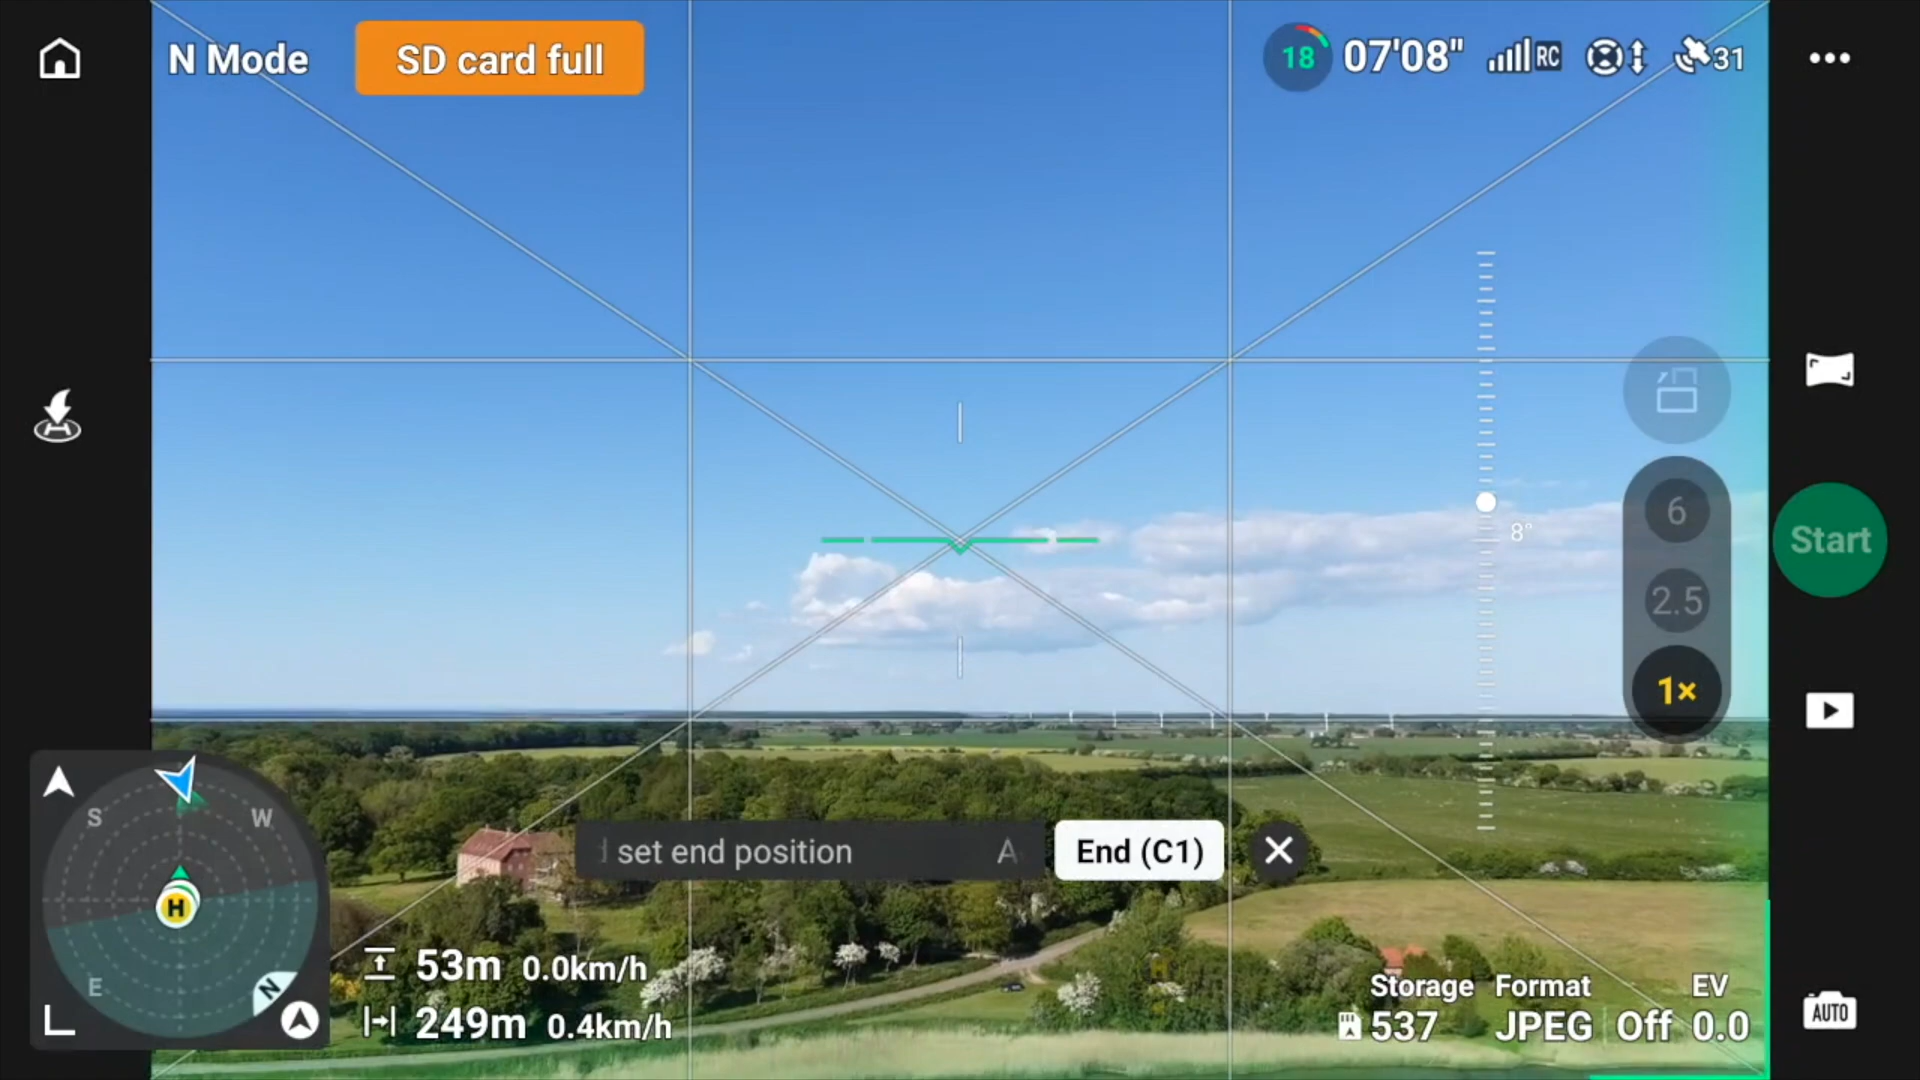 N Mode
SD card full
18
07'08"
RC
31
6
8°
2.5
Start
1×
S
W
set end position A
End (C1)
H
E
N
53m 0.0km/h
249m 0.4km/h
Storage Format EV
537 JPEG Off 0.0
AUTO